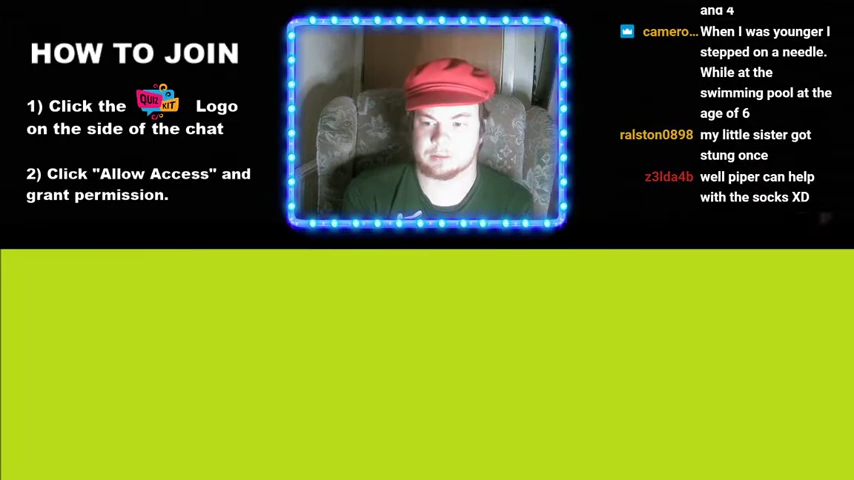 HOW TO JOIN
1) Click the QUIZ KIT Logo
on the side of the chat
2) Click "Allow Access" and
grant permission.
and 4
camero... When I was younger I
stepped on a needle.
While at the
swimming pool at the
age of 6
ralston0898 my little sister got
stung once
z3lda4b well piper can help
with the socks XD